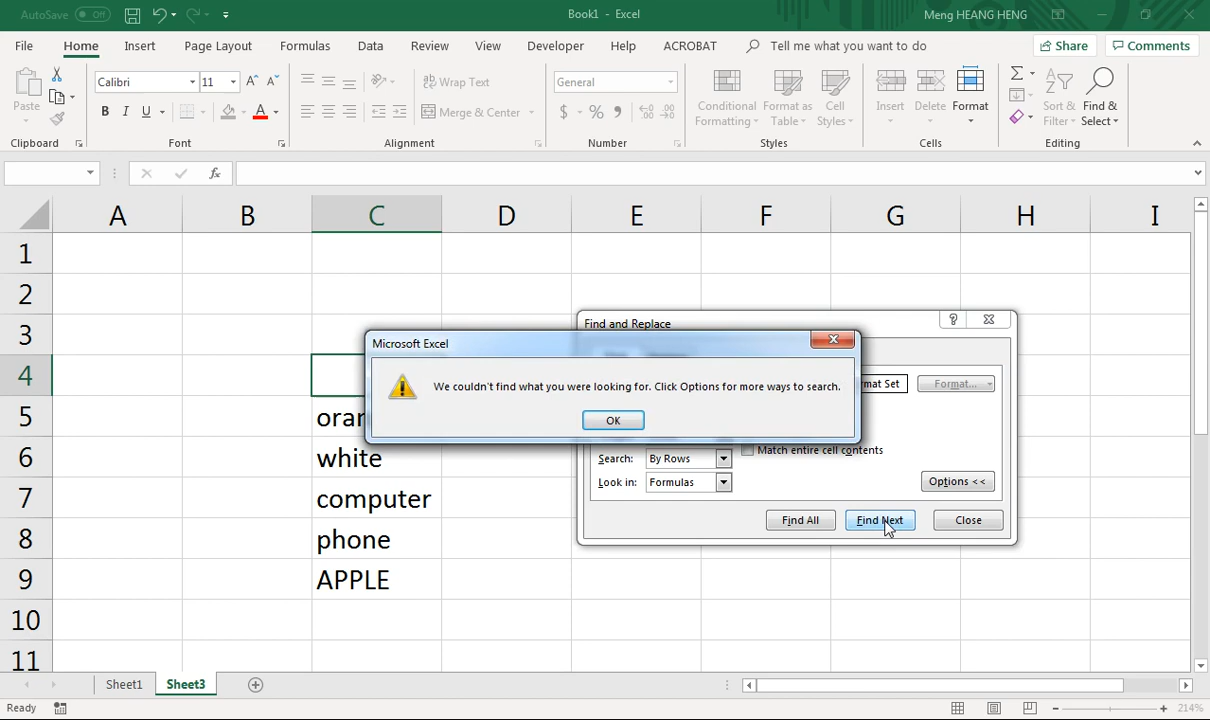 AutoSave Off
Book1 - Excel
Meng HEANG HENG
File Home Insert Page Layout Formulas Data Review View Developer Help ACROBAT Tell me what you want to do Share Comments
Paste
Calibri 11
B I U A
Wrap Text
Merge & Center
General
$ % ,
Conditional Formatting
Format as Table
Cell Styles
Insert
Delete
Format
Sort & Filter
Find & Select
Clipboard Font Alignment Number Styles Cells Editing
fx
A B C D E F G H I
1
2
3
4
5
6
7
8
9
10
11
white
computer
phone
APPLE
Find and Replace
Microsoft Excel
We couldn't find what you were looking for. Click Options for more ways to search.
OK
Format...
Match entire cell contents
Search: By Rows
Look in: Formulas
Options <<
Find All Find Next Close
Sheet1 Sheet3
Ready
214%